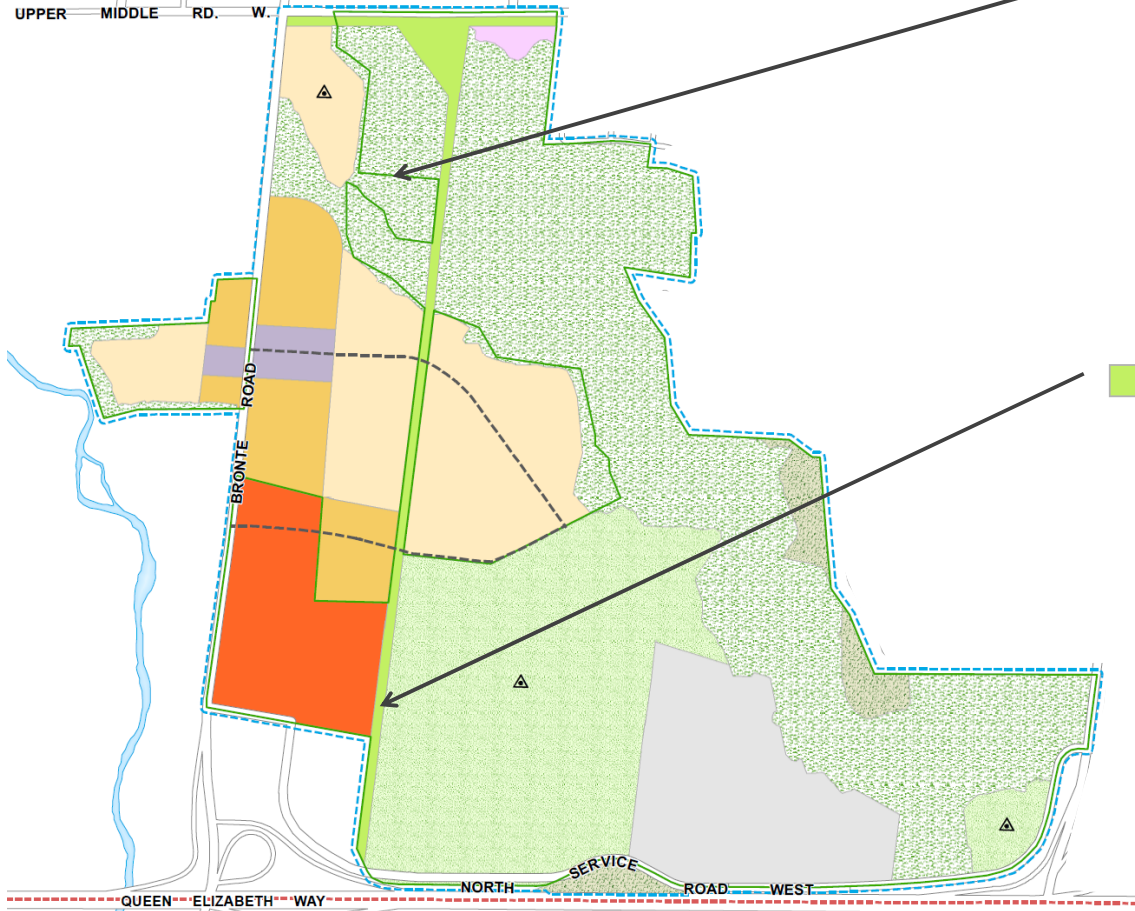 UPPER MIDDLE RD. W.
BRONTE ROAD
NORTH SERVICE ROAD WEST
QUEEN ELIZABETH WAY